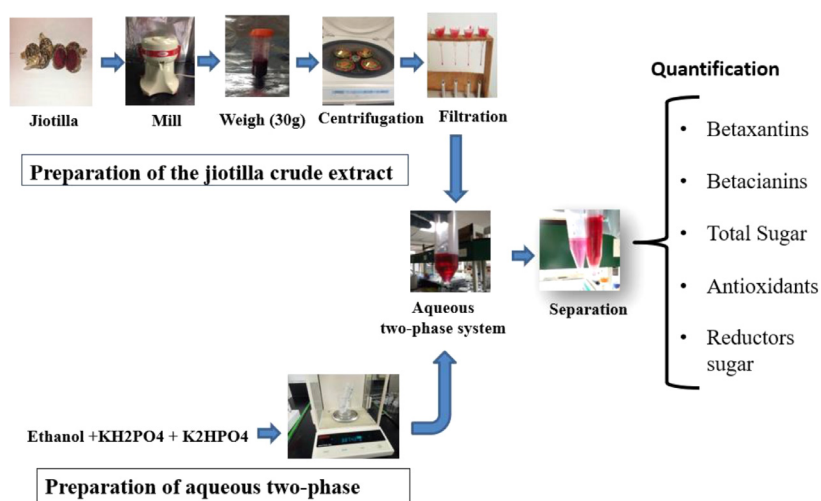 Jiotilla
Mill
Weigh (30g)
Centrifugation
Filtration
Preparation of the jiotilla crude extract
Quantification
• Betaxantins
• Betacianins
• Total Sugar
• Antioxidants
• Reductors
sugar
Aqueous
two-phase system
Separation
Ethanol +KH2PO4 + K2HPO4
Preparation of aqueous two-phase